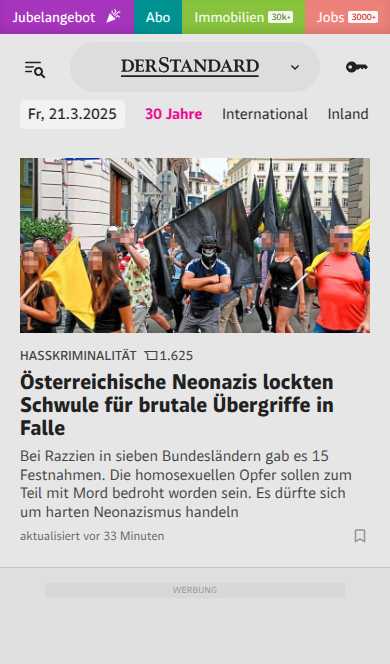 Jubelangebot Abo Immobilien 30k+ Jobs 3000+
DERSTANDARD
Fr, 21.3.2025 30 Jahre International Inland
HASSKRIMINALITÄT 1.625
Österreichische Neonazis lockten
Schwule für brutale Übergriffe in
Falle
Bei Razzien in sieben Bundesländern gab es 15
Festnahmen. Die homosexuellen Opfer sollen zum
Teil mit Mord bedroht worden sein. Es dürfte sich
um harten Neonazismus handeln
aktualisiert vor 33 Minuten
WERBUNG